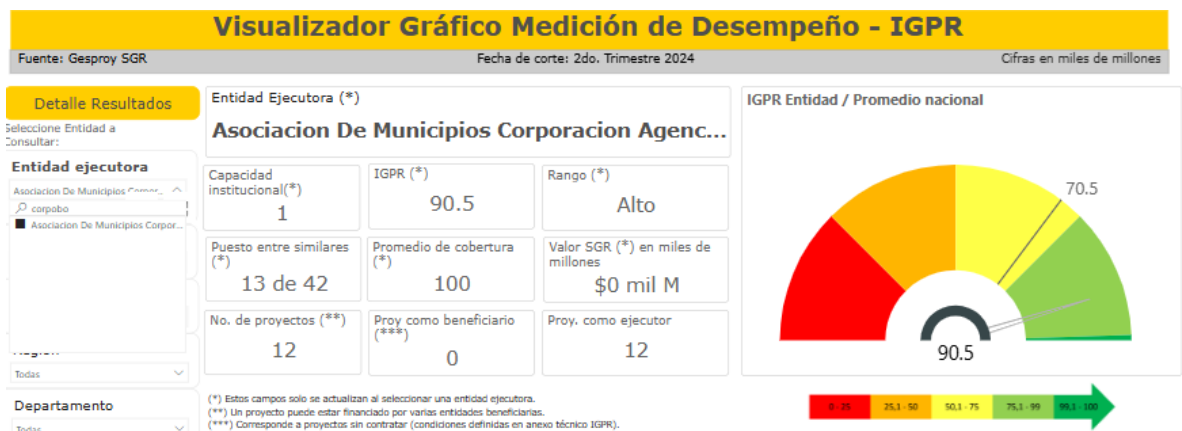 Visualizador Gráfico Medición de Desempeño - IGPR
Fuente: Gesproy SGR
Fecha de corte: 2do. Trimestre 2024
Cifras en miles de millones
Detalle Resultados
Seleccione Entidad a
Consultar:
Entidad ejecutora
Asociacion De Municipios Corpor...
corpobo
Asociacion De Municipios Corpor...
Región
Todas
Departamento
Todas
Entidad Ejecutora (*)
Asociacion De Municipios Corporacion Agenc...
Capacidad
institucional(*)
1
IGPR (*)
90.5
Rango (*)
Alto
Puesto entre similares
(*)
13 de 42
Promedio de cobertura
(*)
100
Valor SGR (*) en miles de
millones
$0 mil M
No. de proyectos (**)
12
Proy como beneficiario
(***)
0
Proy. como ejecutor
12
(*) Estos campos solo se actualizan al seleccionar una entidad ejecutora.
(**) Un proyecto puede estar financiado por varias entidades beneficiarias.
(***) Corresponde a proyectos sin contratar (condiciones definidas en anexo técnico IGPR).
IGPR Entidad / Promedio nacional
70.5
90.5
0 - 25
25,1 - 50
50,1 - 75
75,1 - 99
99,1 - 100